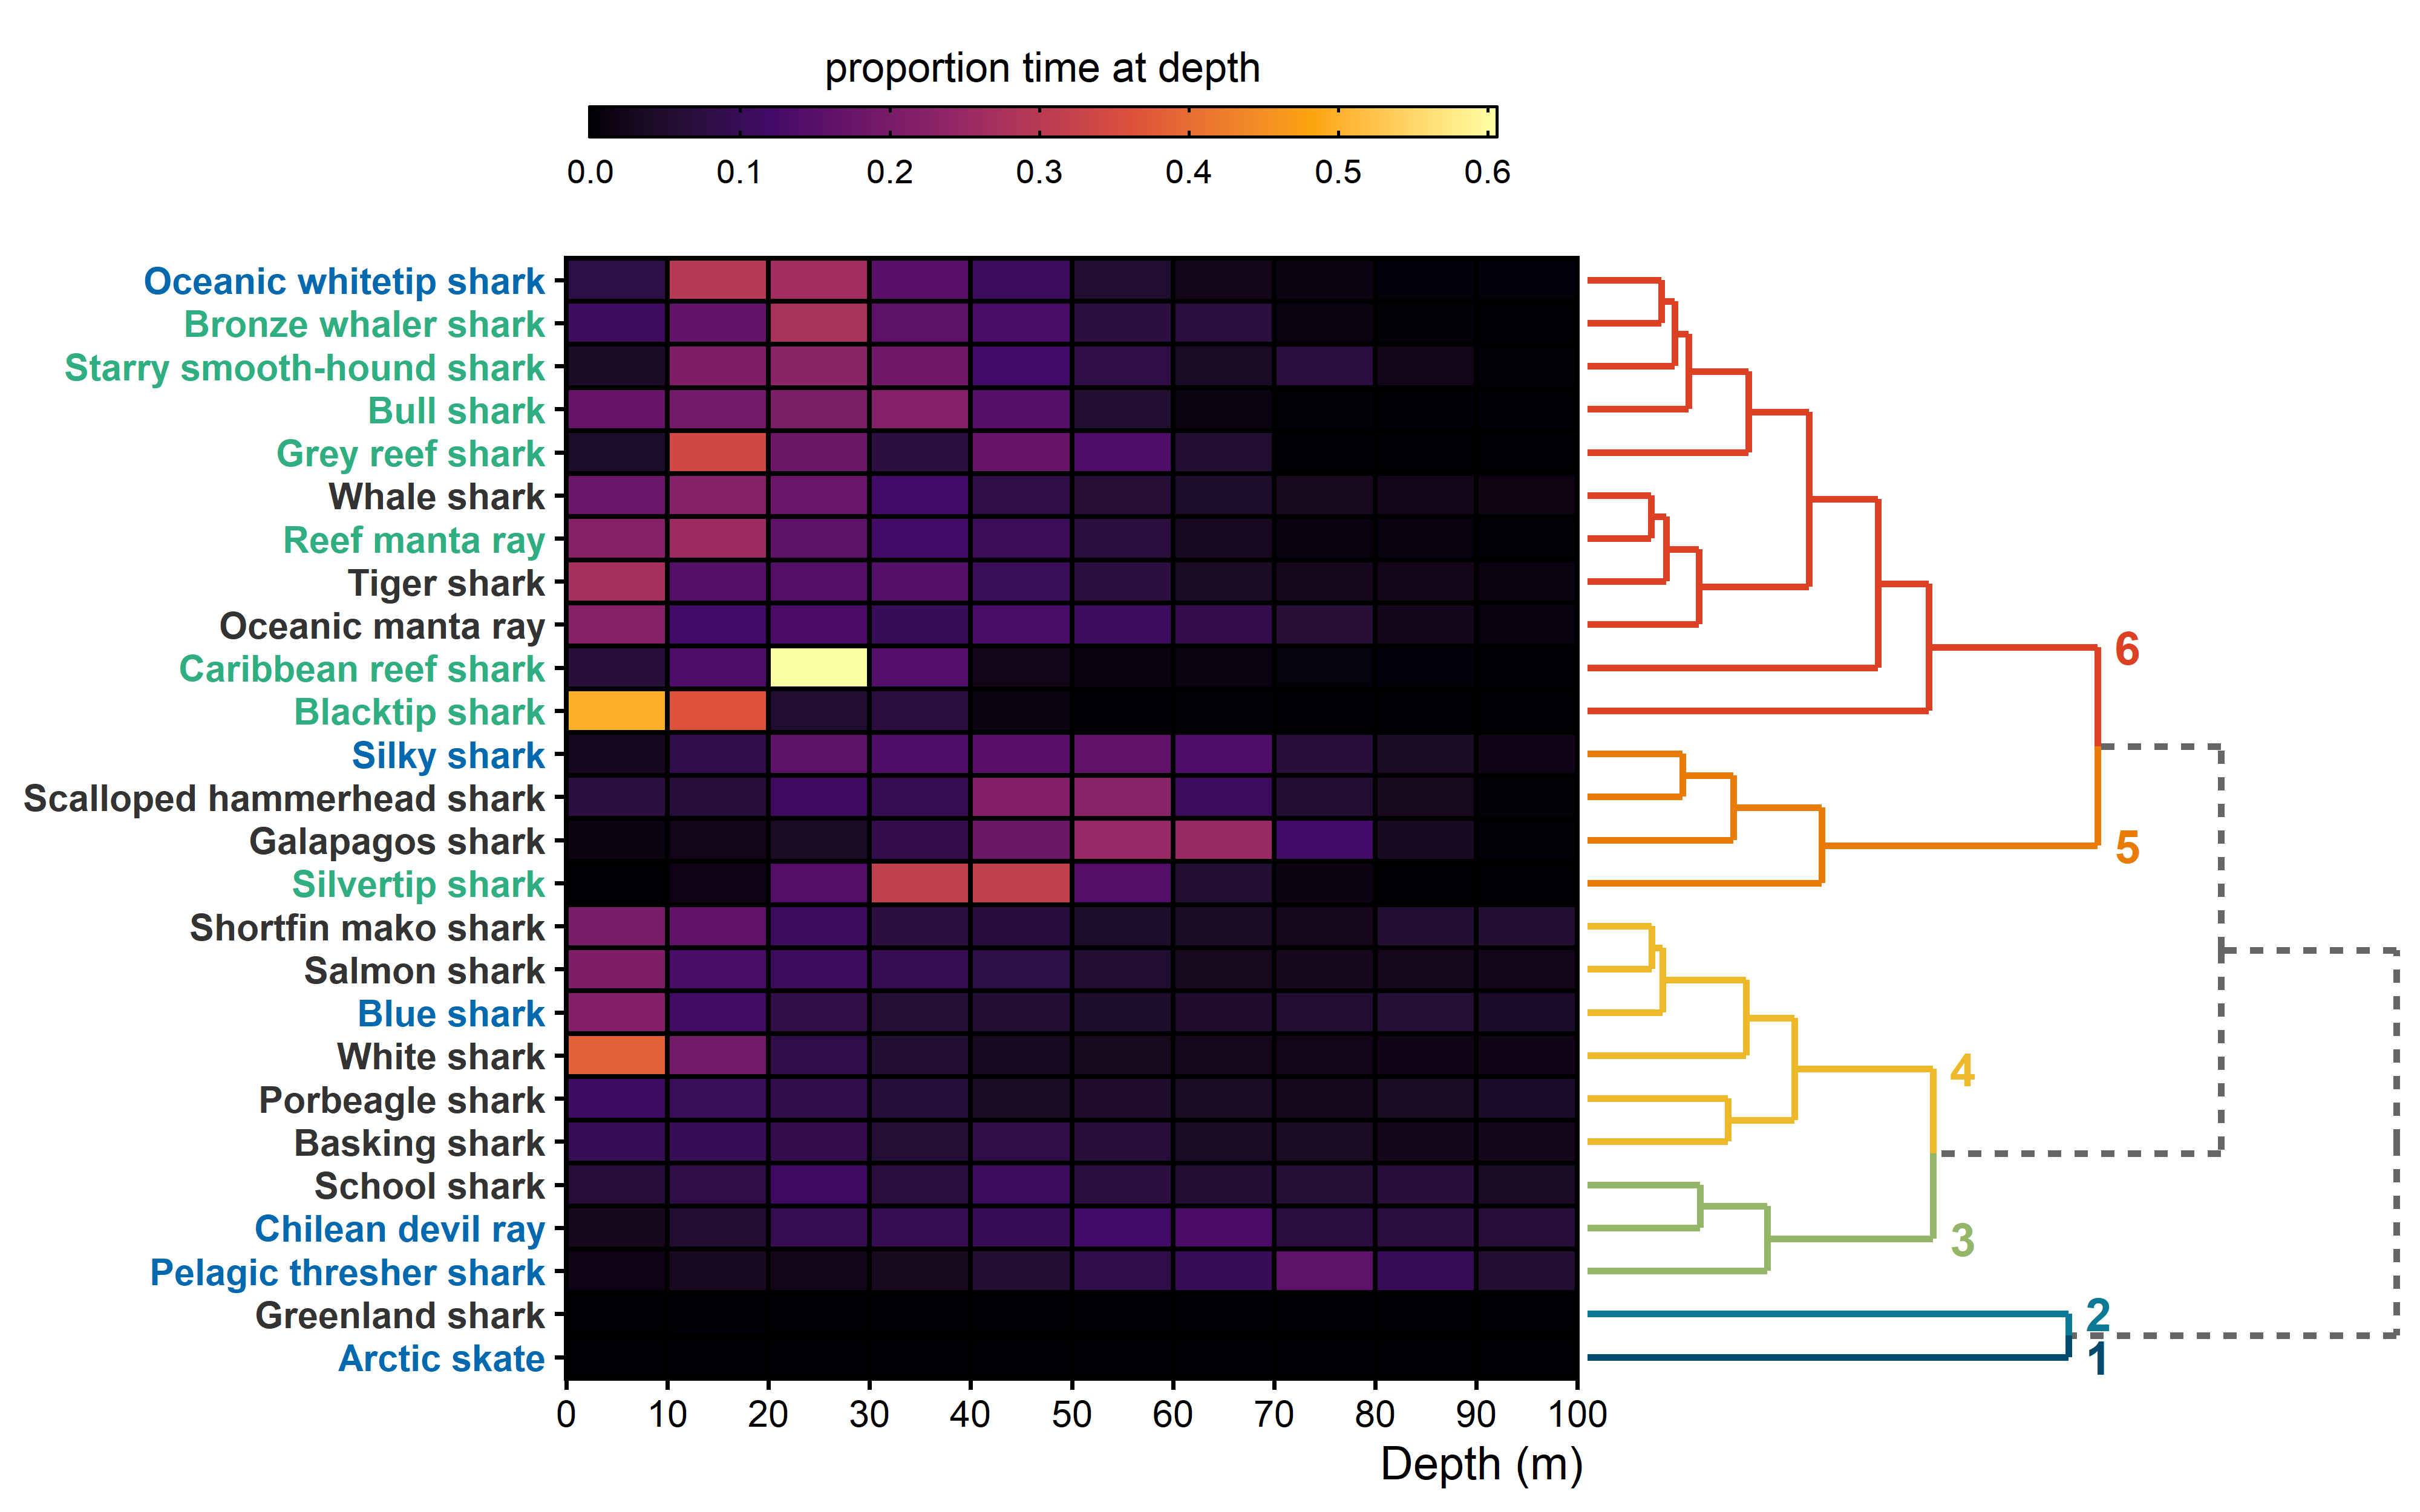 proportion time at depth
0.0 0.1 0.2 0.3 0.4 0.5 0.6
Oceanic whitetip shark
Bronze whaler shark
Starry smooth-hound shark
Bull shark
Grey reef shark
Whale shark
Reef manta ray
Tiger shark
Oceanic manta ray
6
Caribbean reef shark
Blacktip shark
Silky shark
Scalloped hammerhead shark
Galapagos shark
5
Silvertip shark
Shortfin mako shark
Salmon shark
Blue shark
White shark
4
Porbeagle shark
Basking shark
School shark
Chilean devil ray
3
Pelagic thresher shark
Greenland shark
2
Arctic skate
1
0 10 20 30 40 50 60 70 80 90 100
Depth (m)